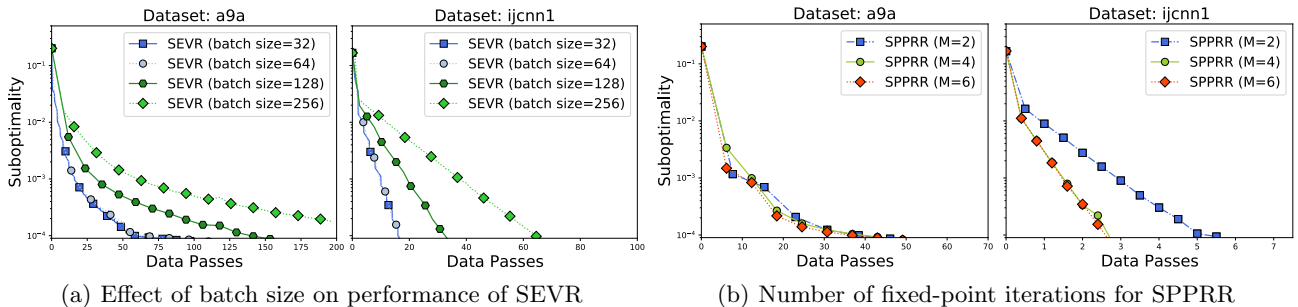 Dataset: a9a
SEVR (batch size=32)
SEVR (batch size=64)
SEVR (batch size=128)
SEVR (batch size=256)
Suboptimality
10⁻¹
10⁻²
10⁻³
10⁻⁴
0 25 50 75 100 125 150 175 200
Data Passes
Dataset: ijcnn1
SEVR (batch size=32)
SEVR (batch size=64)
SEVR (batch size=128)
SEVR (batch size=256)
0 20 40 60 80 100
Data Passes
(a) Effect of batch size on performance of SEVR
Dataset: a9a
SPPRR (M=2)
SPPRR (M=4)
SPPRR (M=6)
Suboptimality
10⁻¹
10⁻²
10⁻³
10⁻⁴
0 10 20 30 40 50 60 70
Data Passes
Dataset: ijcnn1
SPPRR (M=2)
SPPRR (M=4)
SPPRR (M=6)
0 1 2 3 4 5 6 7
Data Passes
(b) Number of fixed-point iterations for SPPRR